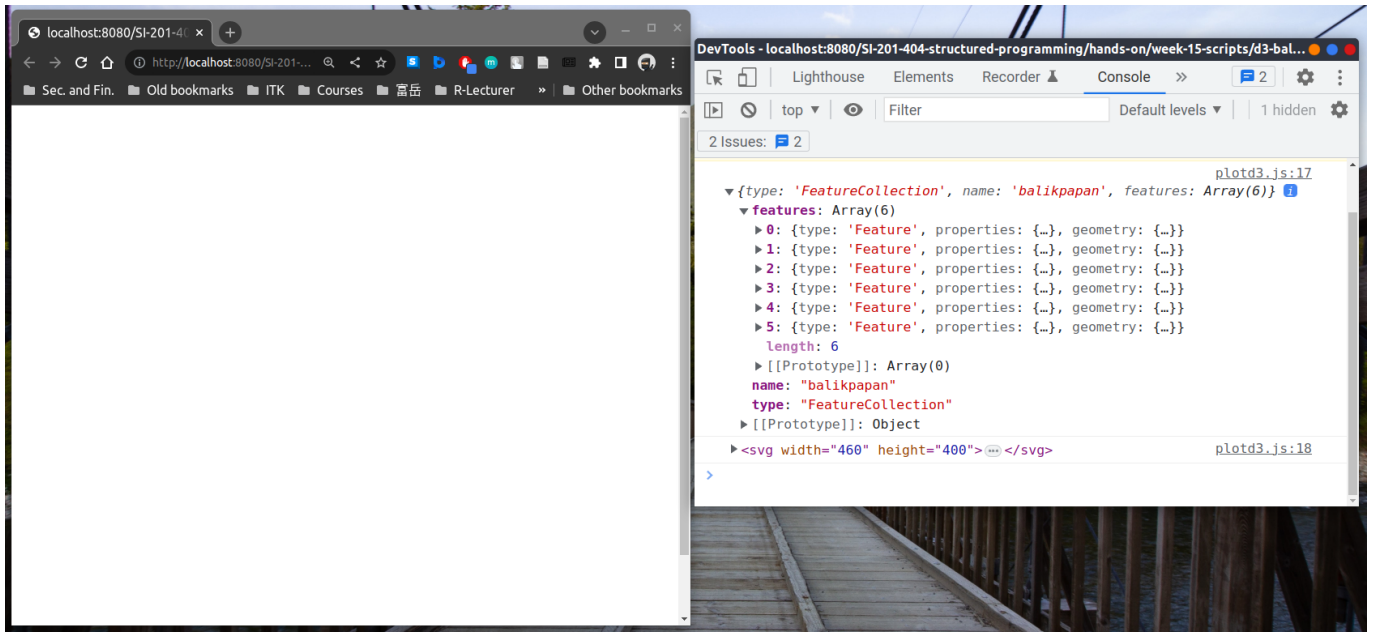 localhost:8080/SI-201-40
http://localhost:8080/SI-201-...
Sec. and Fin. Old bookmarks ITK Courses 富岳 R-Lecturer » Other bookmarks
DevTools - localhost:8080/SI-201-404-structured-programming/hands-on/week-15-scripts/d3-bal...
Lighthouse Elements Recorder Console » 2
top ▼ Filter Default levels ▼ 1 hidden
2 Issues: 2
plotd3.js:17
▼{type: 'FeatureCollection', name: 'balikpapan', features: Array(6)} i
▼features: Array(6)
▶0: {type: 'Feature', properties: {…}, geometry: {…}}
▶1: {type: 'Feature', properties: {…}, geometry: {…}}
▶2: {type: 'Feature', properties: {…}, geometry: {…}}
▶3: {type: 'Feature', properties: {…}, geometry: {…}}
▶4: {type: 'Feature', properties: {…}, geometry: {…}}
▶5: {type: 'Feature', properties: {…}, geometry: {…}}
length: 6
▶[[Prototype]]: Array(0)
name: "balikpapan"
type: "FeatureCollection"
▶[[Prototype]]: Object
▶<svg width="460" height="400">…</svg> plotd3.js:18
>